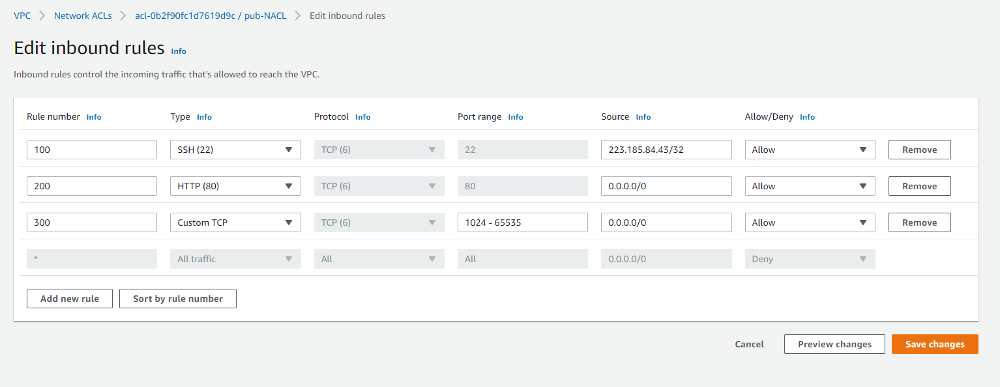 VPC > Network ACLs > acl-0b2f90fc1d7619d9c / pub-NACL > Edit inbound rules
Edit inbound rules Info
Inbound rules control the incoming traffic that's allowed to reach the VPC.
Rule number Info Type Info Protocol Info Port range Info Source Info Allow/Deny Info
100 SSH (22) TCP (6) 22 223.185.84.43/32 Allow Remove
200 HTTP (80) TCP (6) 80 0.0.0.0/0 Allow Remove
300 Custom TCP TCP (6) 1024 - 65535 0.0.0.0/0 Allow Remove
* All traffic All All 0.0.0.0/0 Deny
Add new rule Sort by rule number
Cancel Preview changes Save changes